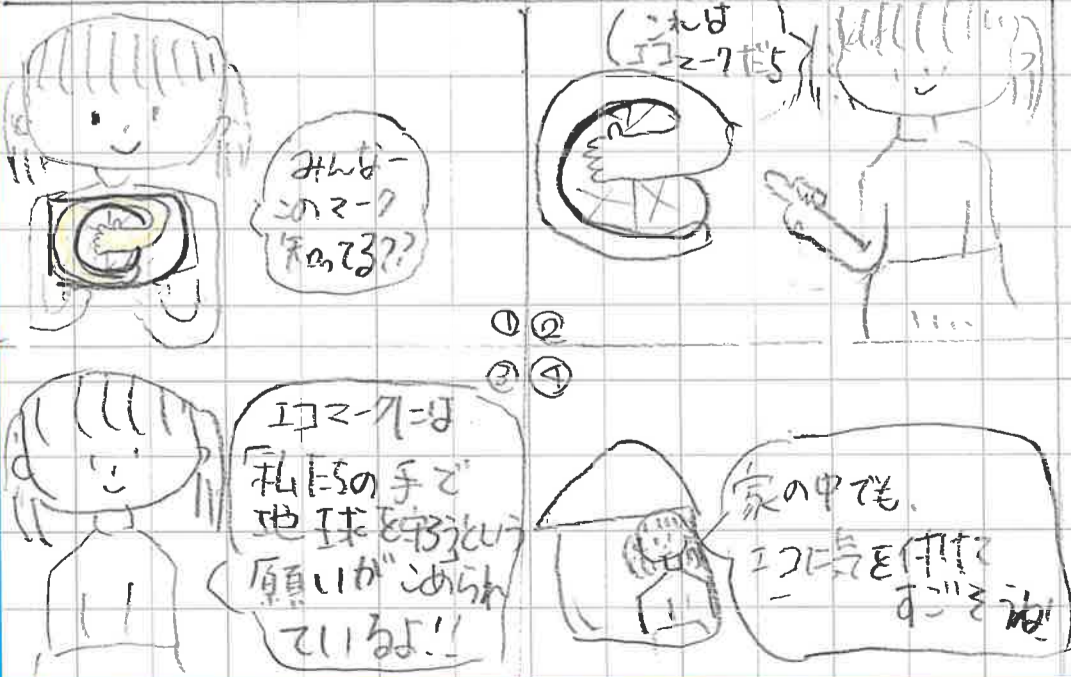 みんなー
このマーク
知ってる??
これは
エコマークだよ
①②
③④
エコマークには
「私たちの手で
地球を守ろうという
願いがこめられ
ているよ!!
家の中でも、
エコに気を付けて
すごそうね!